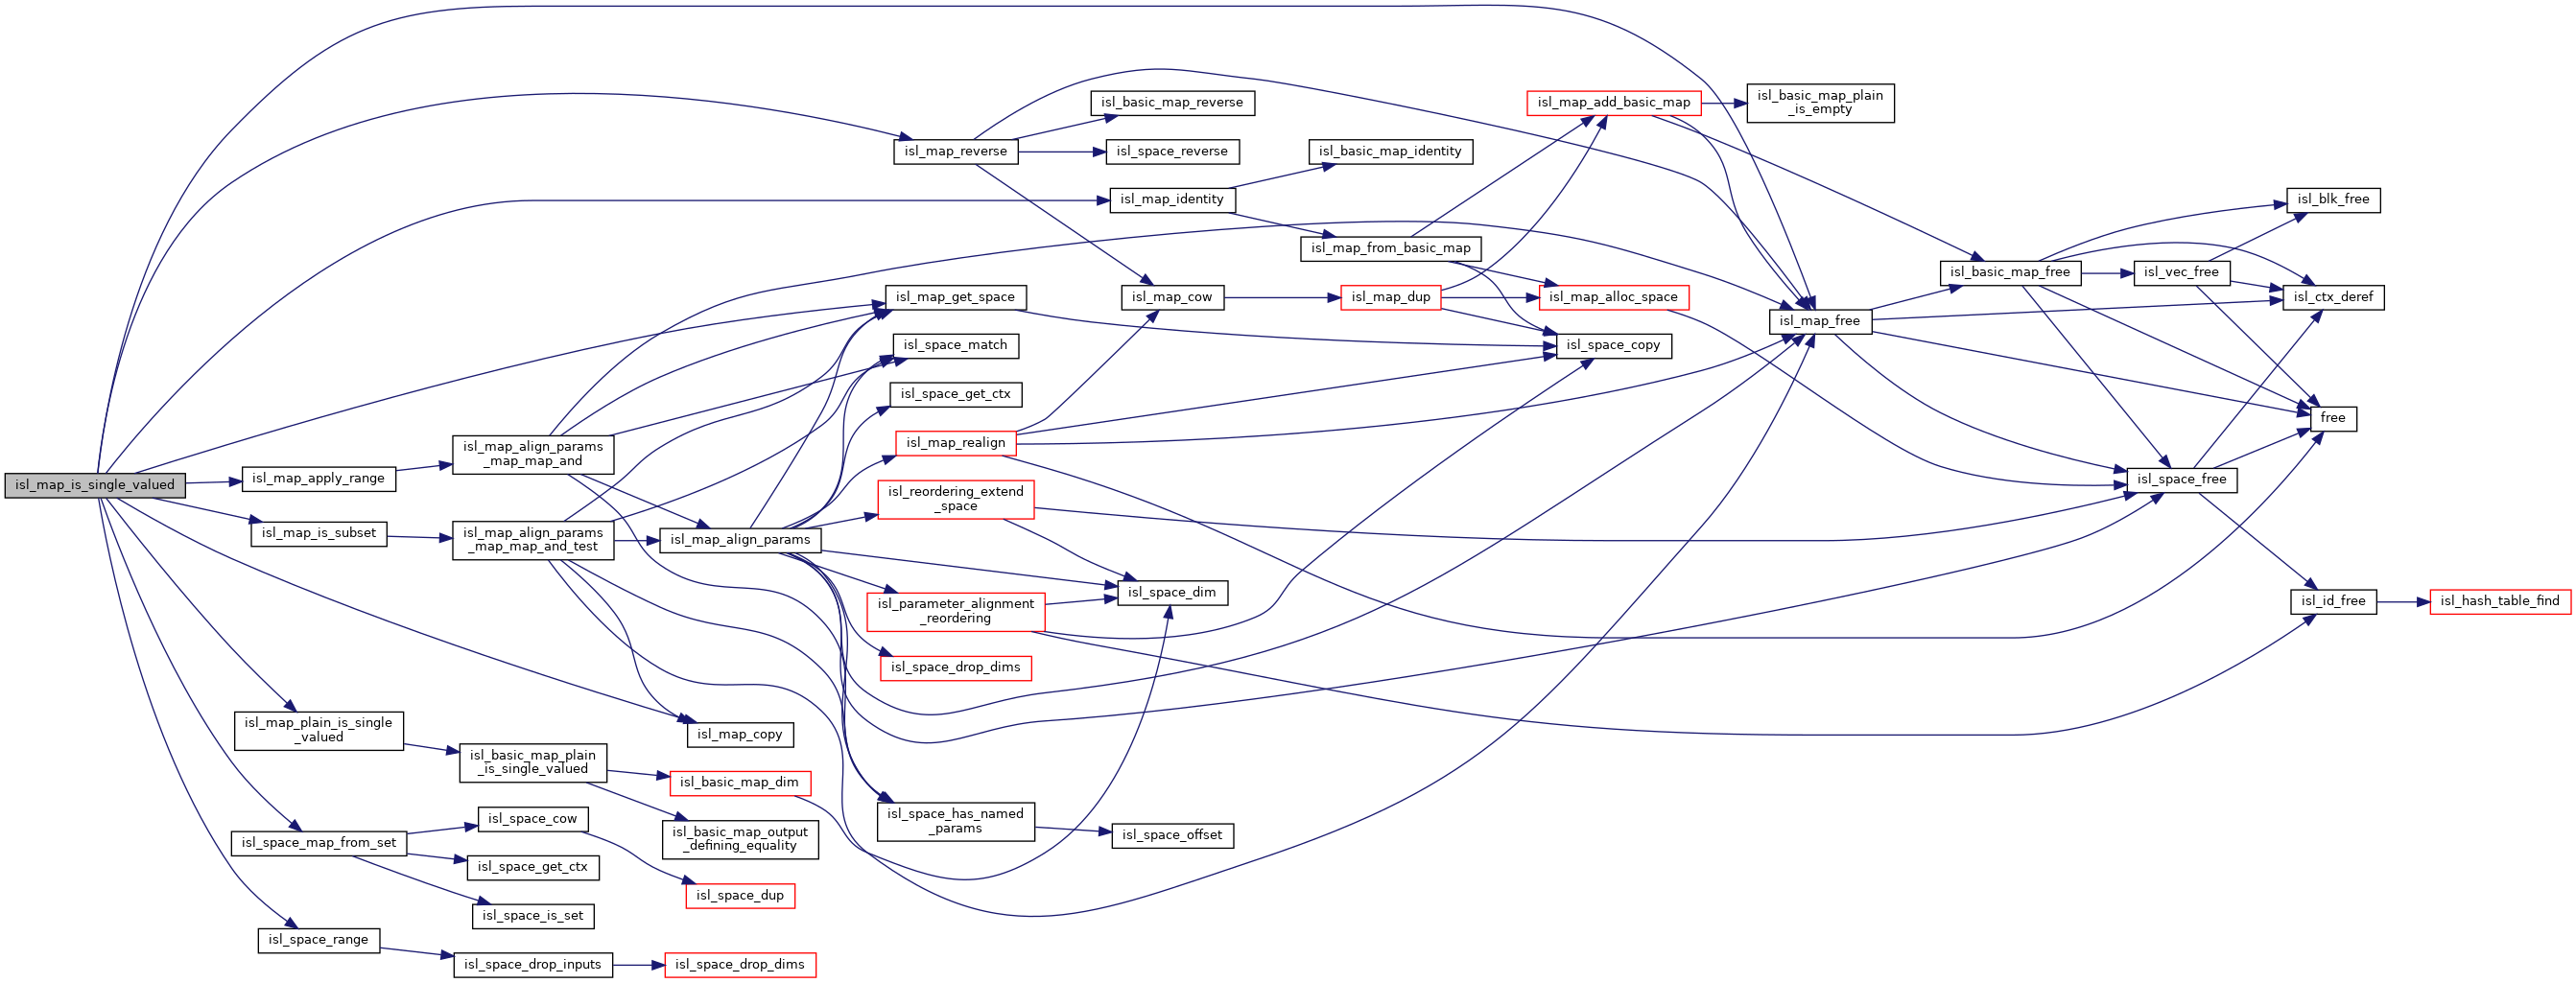 isl_map_is_single_valued
isl_map_apply_range
isl_map_is_subset
isl_map_plain_is_single
_valued
isl_space_map_from_set
isl_space_range
isl_map_align_params
_map_map_and
isl_map_align_params
_map_map_and_test
isl_basic_map_plain
_is_single_valued
isl_space_cow
isl_space_get_ctx
isl_space_is_set
isl_space_drop_inputs
isl_map_align_params
isl_map_copy
isl_basic_map_dim
isl_basic_map_output
_defining_equality
isl_space_dup
isl_space_drop_dims
isl_map_reverse
isl_map_get_space
isl_space_match
isl_space_get_ctx
isl_map_realign
isl_reordering_extend
_space
isl_parameter_alignment
_reordering
isl_space_drop_dims
isl_space_has_named
_params
isl_basic_map_reverse
isl_space_reverse
isl_map_identity
isl_map_cow
isl_space_dim
isl_space_offset
isl_basic_map_identity
isl_map_from_basic_map
isl_map_dup
isl_map_add_basic_map
isl_map_alloc_space
isl_space_copy
isl_basic_map_plain
_is_empty
isl_map_free
isl_basic_map_free
isl_vec_free
isl_space_free
isl_blk_free
isl_ctx_deref
free
isl_id_free
isl_hash_table_find